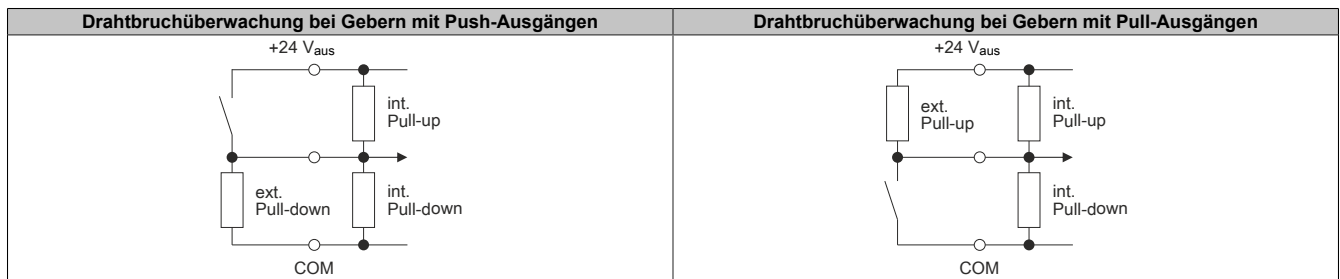 Drahtbruchüberwachung bei Gebern mit Push-Ausgängen
+24 Vaus
int.
Pull-up
ext.
Pull-down
int.
Pull-down
COM
Drahtbruchüberwachung bei Gebern mit Pull-Ausgängen
+24 Vaus
ext.
Pull-up
int.
Pull-up
int.
Pull-down
COM